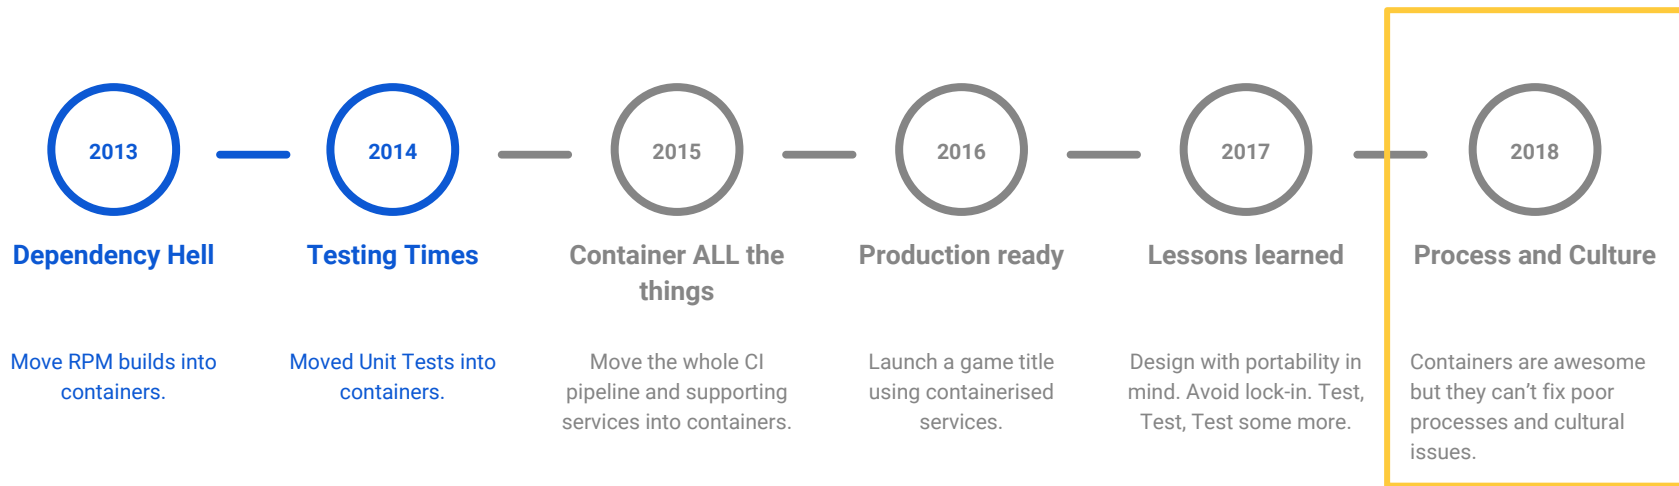 2013
Dependency Hell
Move RPM builds into
containers.
2014
Testing Times
Moved Unit Tests into
containers.
2015
Container ALL the
things
Move the whole CI
pipeline and supporting
services into containers.
2016
Production ready
Launch a game title
using containerised
services.
2017
Lessons learned
Design with portability in
mind. Avoid lock-in. Test,
Test, Test some more.
2018
Process and Culture
Containers are awesome
but they can’t fix poor
processes and cultural
issues.